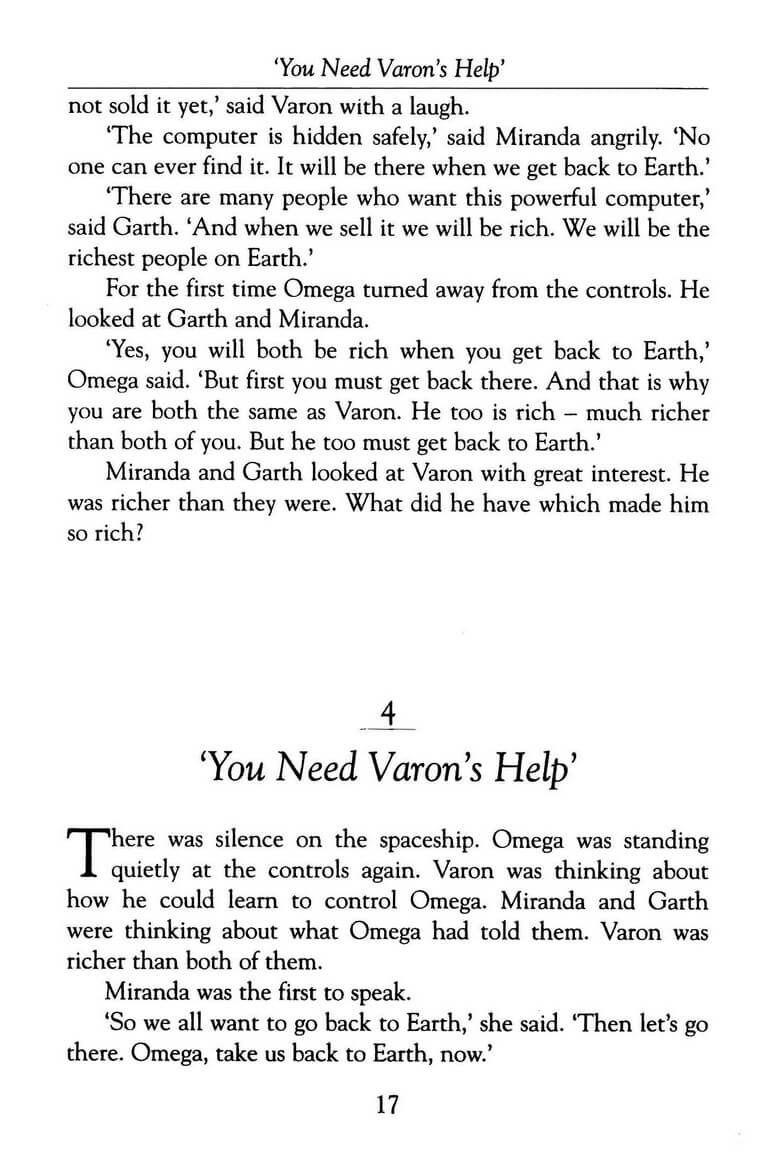 ‘You Need Varon’s Help’
not sold it yet,’ said Varon with a laugh.
‘The computer is hidden safely,’ said Miranda angrily. ‘No
one can ever find it. It will be there when we get back to Earth.’
‘There are many people who want this powerful computer,’
said Garth. ‘And when we sell it we will be rich. We will be the
richest people on Earth.’
For the first time Omega turned away from the controls. He
looked at Garth and Miranda.
‘Yes, you will both be rich when you get back to Earth,’
Omega said. ‘But first you must get back there. And that is why
you are both the same as Varon. He too is rich – much richer
than both of you. But he too must get back to Earth.’
Miranda and Garth looked at Varon with great interest. He
was richer than they were. What did he have which made him
so rich?
4
‘You Need Varon’s Help’
There was silence on the spaceship. Omega was standing
quietly at the controls again. Varon was thinking about
how he could learn to control Omega. Miranda and Garth
were thinking about what Omega had told them. Varon was
richer than both of them.
Miranda was the first to speak.
‘So we all want to go back to Earth,’ she said. ‘Then let’s go
there. Omega, take us back to Earth, now.’
17